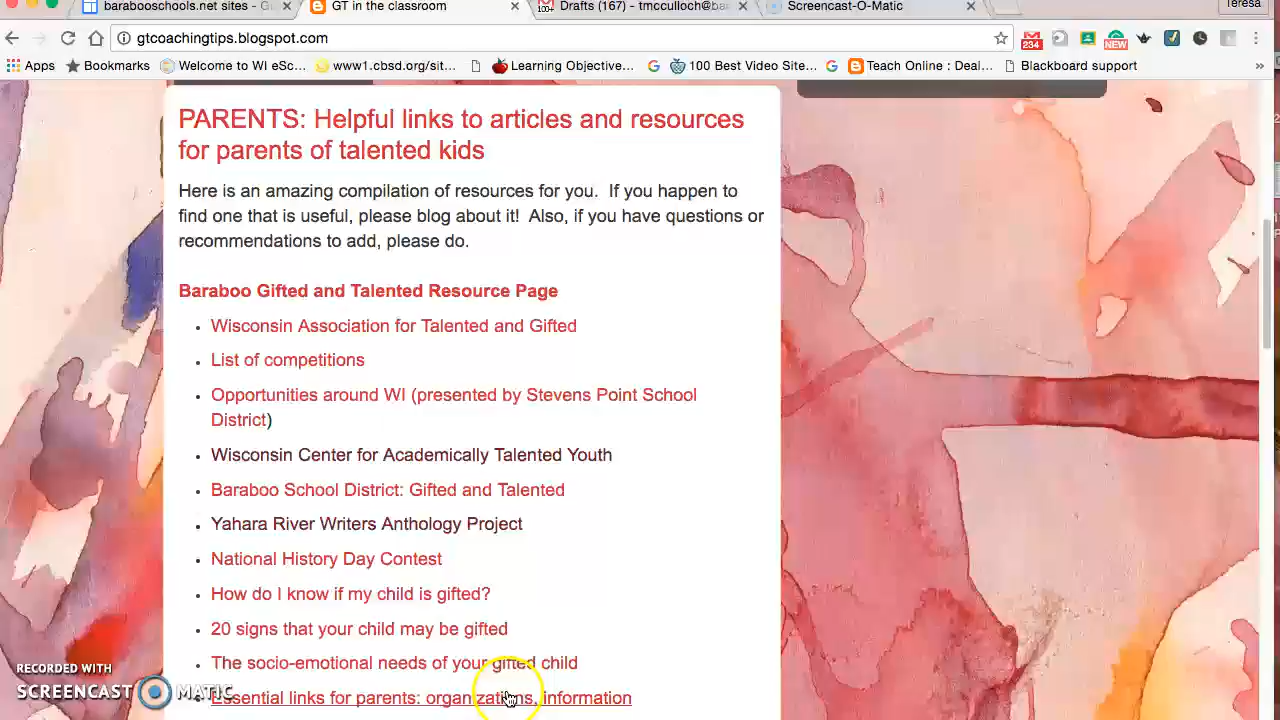 baraboschools.net sites - G
GT in the classroom
Drafts (167) - tmcculloch@ba
Screencast-O-Matic
Teresa
gtcoachingtips.blogspot.com
234
NEW
Apps
Bookmarks
Welcome to WI eSc...
www1.cbsd.org/sit...
Learning Objective...
100 Best Video Site...
Teach Online : Deal...
Blackboard support
»
PARENTS: Helpful links to articles and resources
for parents of talented kids
Here is an amazing compilation of resources for you. If you happen to
find one that is useful, please blog about it! Also, if you have questions or
recommendations to add, please do.
Baraboo Gifted and Talented Resource Page
• Wisconsin Association for Talented and Gifted
• List of competitions
• Opportunities around WI (presented by Stevens Point School
District)
• Wisconsin Center for Academically Talented Youth
• Baraboo School District: Gifted and Talented
• Yahara River Writers Anthology Project
• National History Day Contest
• How do I know if my child is gifted?
• 20 signs that your child may be gifted
• The socio-emotional needs of your gifted child
• Essential links for parents: organizations, information
RECORDED WITH
SCREENCAST-O-MATIC